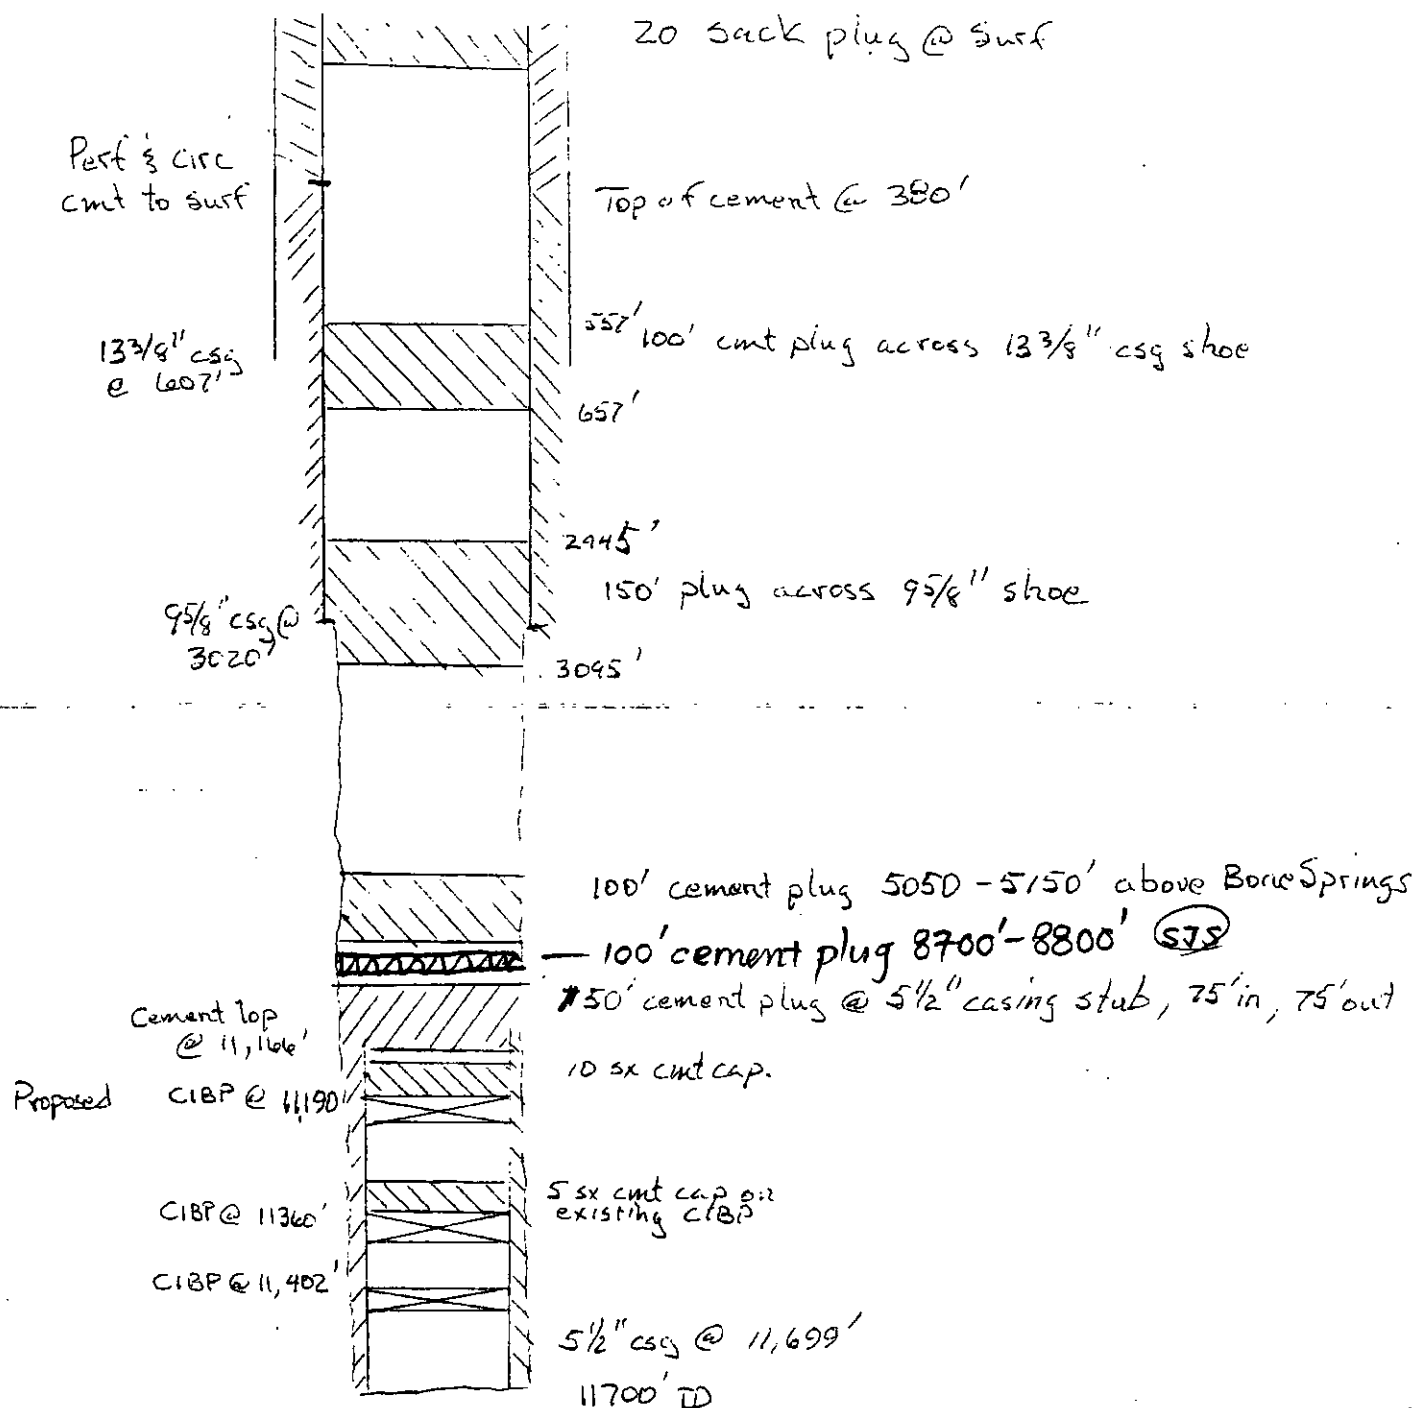 20 sack plug @ surf
Perf & circ
cmt to surf
Top of cement @ 380'
557'
100' cmt plug across 13 3/8" csg shoe
13 3/8" csg
@ 607'
657'
2945'
150' plug across 9 5/8" shoe
9 5/8" csg @
3020'
3095'
100' cement plug 5050 - 5150' above Bone Springs
100' cement plug 8700'-8800' SJS
150' cement plug @ 5 1/2" casing stub, 75' in, 75' out
Cement Top
@ 11,166'
10 sx cmt cap.
Proposed CIBP @ 11,190'
5 sx cmt cap on
existing CIBP
CIBP @ 11360'
CIBP @ 11,402'
5 1/2" csg @ 11,699'
11700' TD